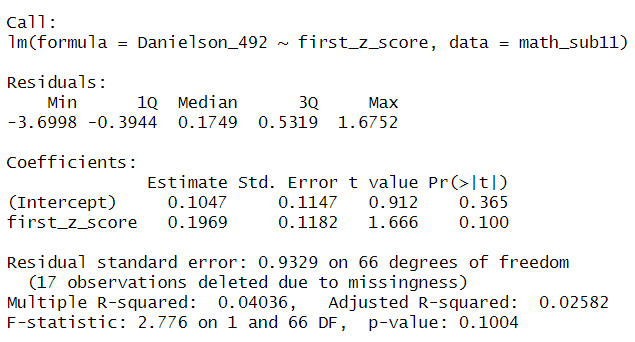 Call:
lm(formula = Danielson_492 ~ first_z_score, data = math_sub11)
Residuals:
Min 1Q Median 3Q Max
-3.6998 -0.3944 0.1749 0.5319 1.6752
Coefficients:
Estimate Std. Error t value Pr(>|t|)
(Intercept) 0.1047 0.1147 0.912 0.365
first_z_score 0.1969 0.1182 1.666 0.100
Residual standard error: 0.9329 on 66 degrees of freedom
(17 observations deleted due to missingness)
Multiple R-squared: 0.04036, Adjusted R-squared: 0.02582
F-statistic: 2.776 on 1 and 66 DF, p-value: 0.1004